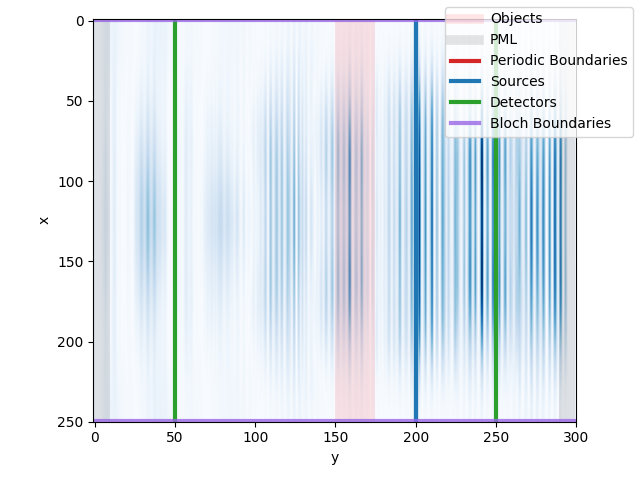 Objects
PML
Periodic Boundaries
Sources
Detectors
Bloch Boundaries
0
50
100
150
200
250
x
0
50
100
150
200
250
300
y